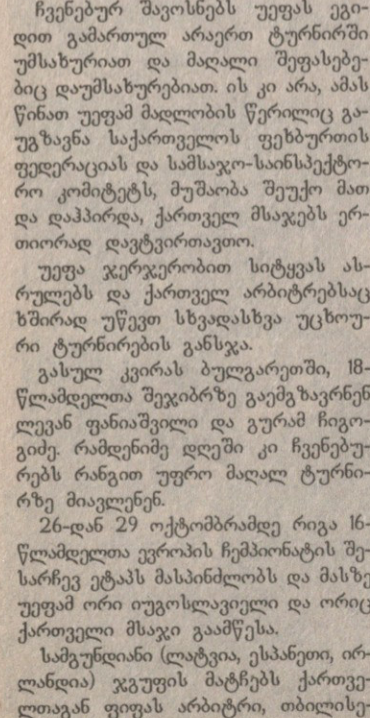 ჩვენებურ შავოსნებს უეფას ეგი-
დით გამართულ არაერთ ტურნირში
უმსახურიათ და მაღალი შეფასებე-
ბიც დაუმსახურებიათ. ის კი არა, ამას
წინათ უეფამ მადლობის წერილიც გა-
უგზავნა საქართველოს ფეხბურთის
ფედერაციას და სამსაჯო-საინსპექტო-
რო კომიტეტს, მუშაობა შეუქო მათ
და დაჰპირდა, ქართველ მსაჯებს ერ-
თიორად დავტვირთავთო.
უეფა ჯერჯერობით სიტყვას ას-
რულებს და ქართველ არბიტრებსაც
ხშირად უწევთ სხვადასხვა უცხოუ-
რი ტურნირების განსჯა.
გასულ კვირას ბულგარეთში, 18-
წლამდელთა შეჯიბრზე გაემგზავრნენ
ლევან ფანიაშვილი და გურამ ჩიგო-
გიძე. რამდენიმე დღეში კი ჩვენებუ-
რებს რანგით უფრო მაღალ ტურნი-
რზე მიავლენენ.
26-დან 29 ოქტომბრამდე რიგა 16-
წლამდელთა ევროპის ჩემპიონატის შე-
სარჩევ ეტაპს მასპინძლობს და მასზე
უეფამ ორი იუგოსლავიელი და ორიც
ქართველი მსაჯი გაამწესა.
სამგუნდიანი (ლატვია, ესპანეთი, ირ-
ლანდია) ჯგუფის მატჩებს ქართვე-
ლთაგან ფიფას არბიტრი, თბილისე-